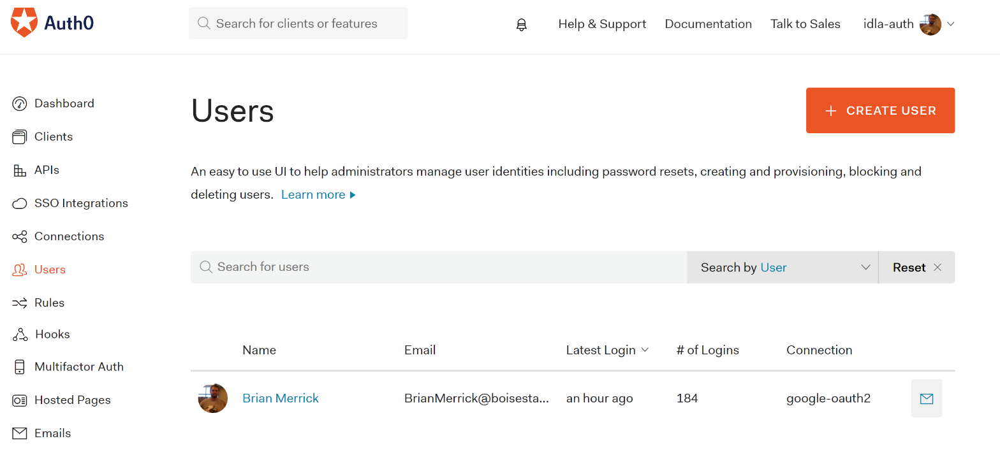 Auth0
Search for clients or features
Help & Support
Documentation
Talk to Sales
idla-auth
Dashboard
Clients
APIs
SSO Integrations
Connections
Users
Rules
Hooks
Multifactor Auth
Hosted Pages
Emails
Users
+ CREATE USER
An easy to use UI to help administrators manage user identities including password resets, creating and provisioning, blocking and
deleting users. Learn more
Search for users
Search by User
Reset
Name Email Latest Login # of Logins Connection
Brian Merrick BrianMerrick@boisesta... an hour ago 184 google-oauth2